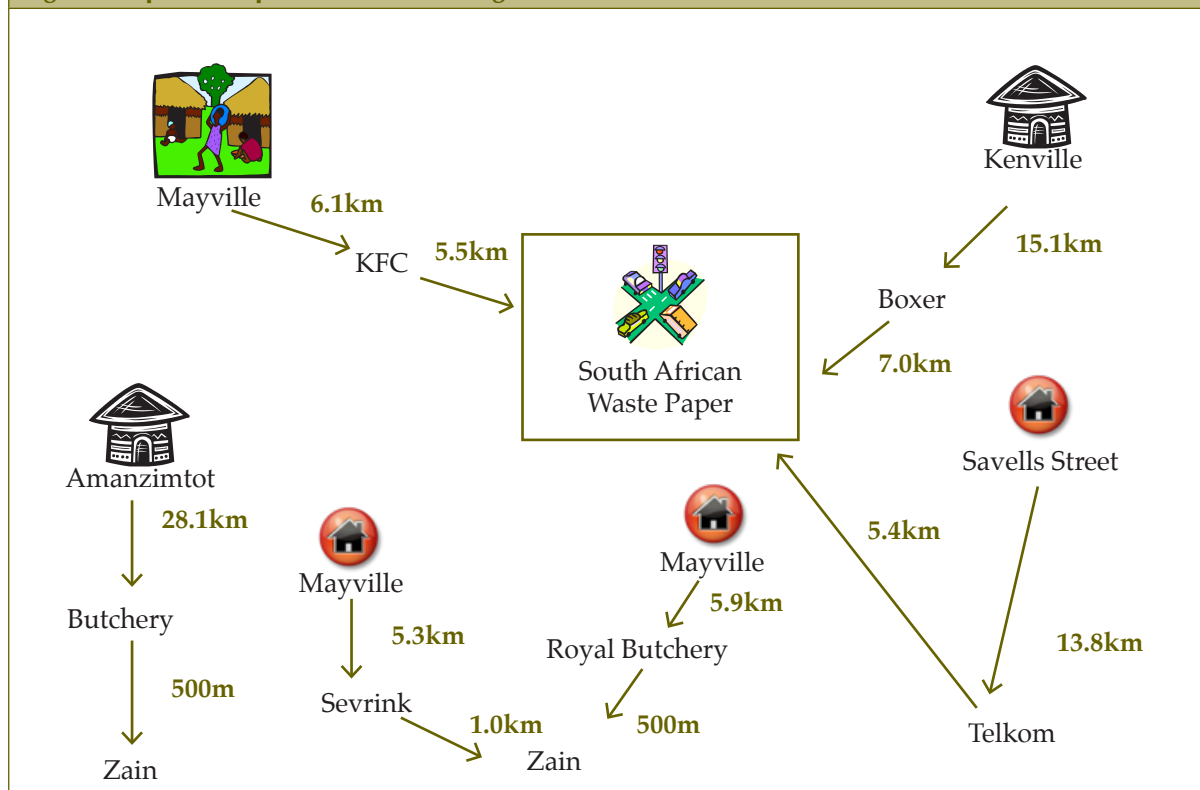 Mayville
6.1km
KFC
5.5km
South African
Waste Paper
Kenville
15.1km
Boxer
7.0km
Savells Street
13.8km
Telkom
5.4km
Amanzimtot
28.1km
Butchery
500m
Zain
Mayville
5.3km
Sevrink
1.0km
Mayville
5.9km
Royal Butchery
500m
Zain